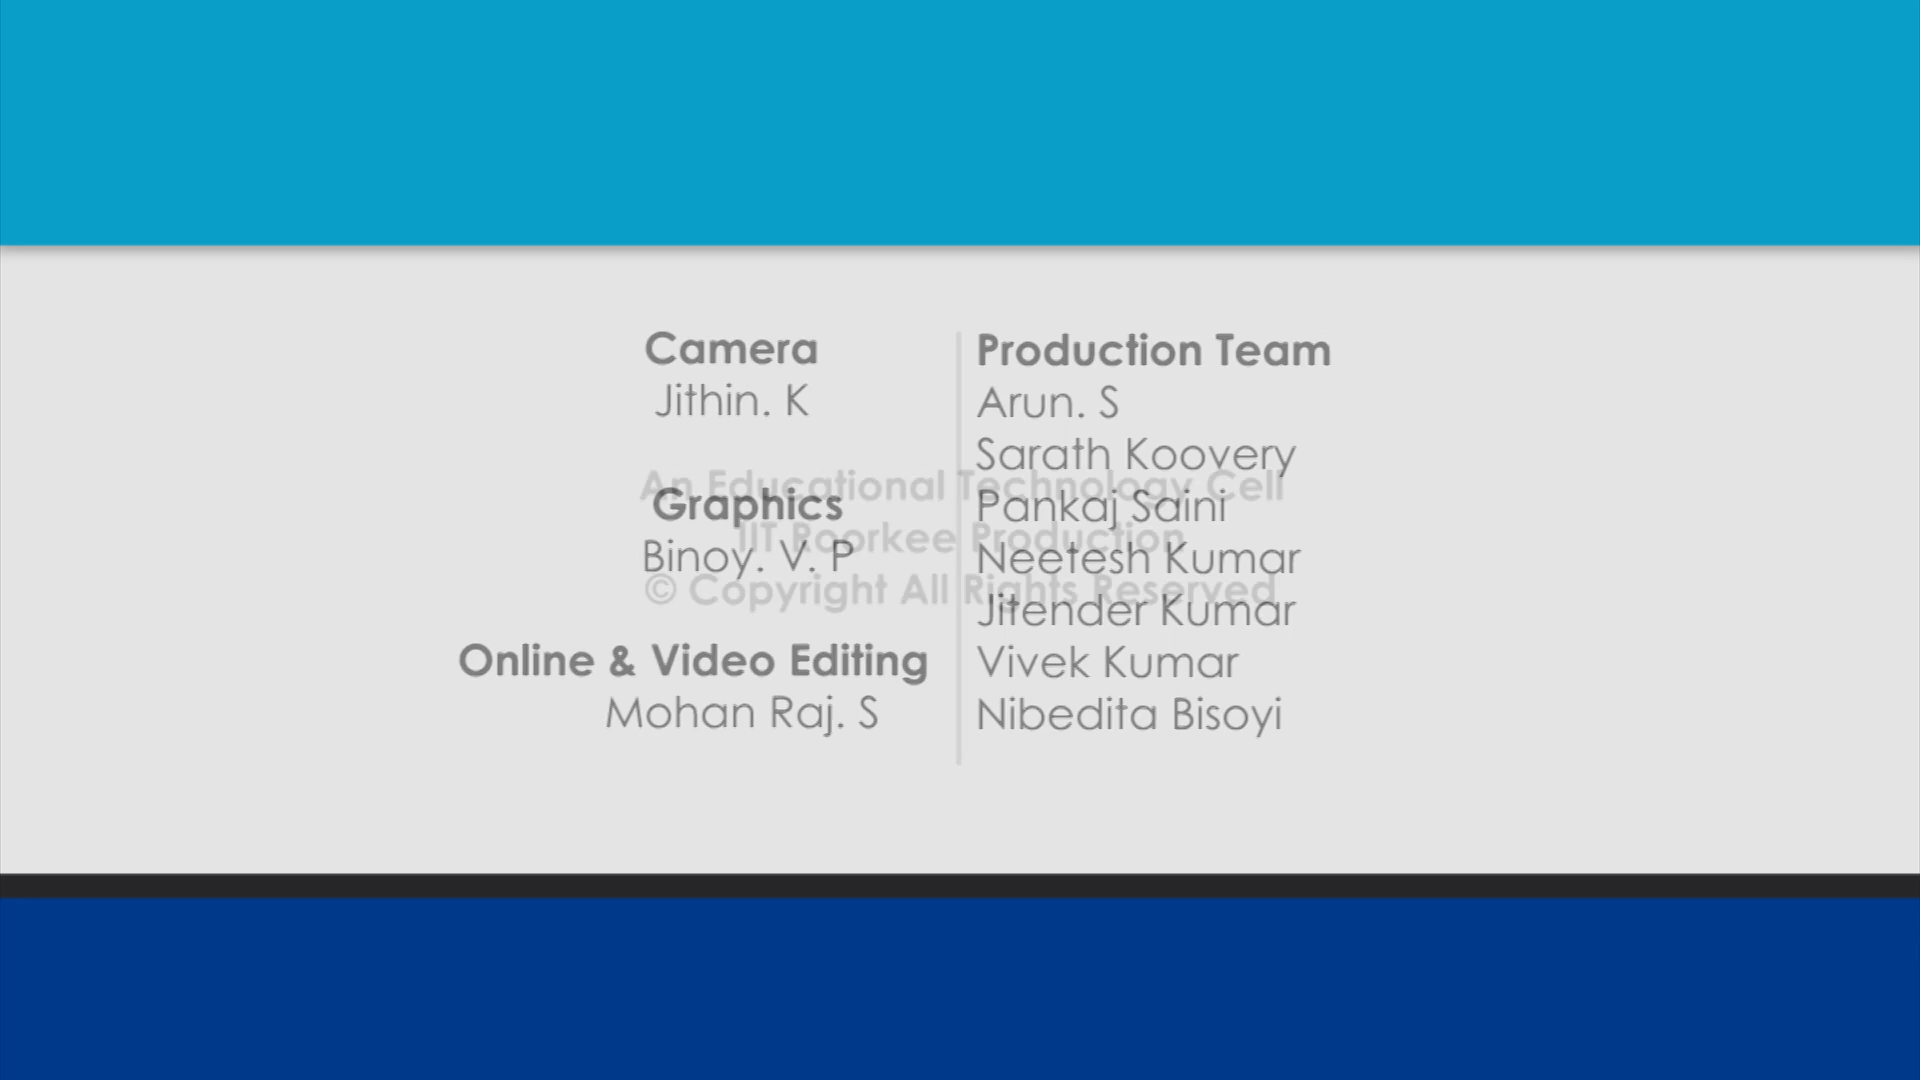 Camera
Jithin. K
Graphics
Binoy. V. P
Online & Video Editing
Mohan Raj. S
Production Team
Arun. S
Sarath Koovery
Pankaj Saini
Neetesh Kumar
Jitender Kumar
Vivek Kumar
Nibedita Bisoyi
An Educational Technology Cell
IIT Roorkee Production
© Copyright All Rights Reserved